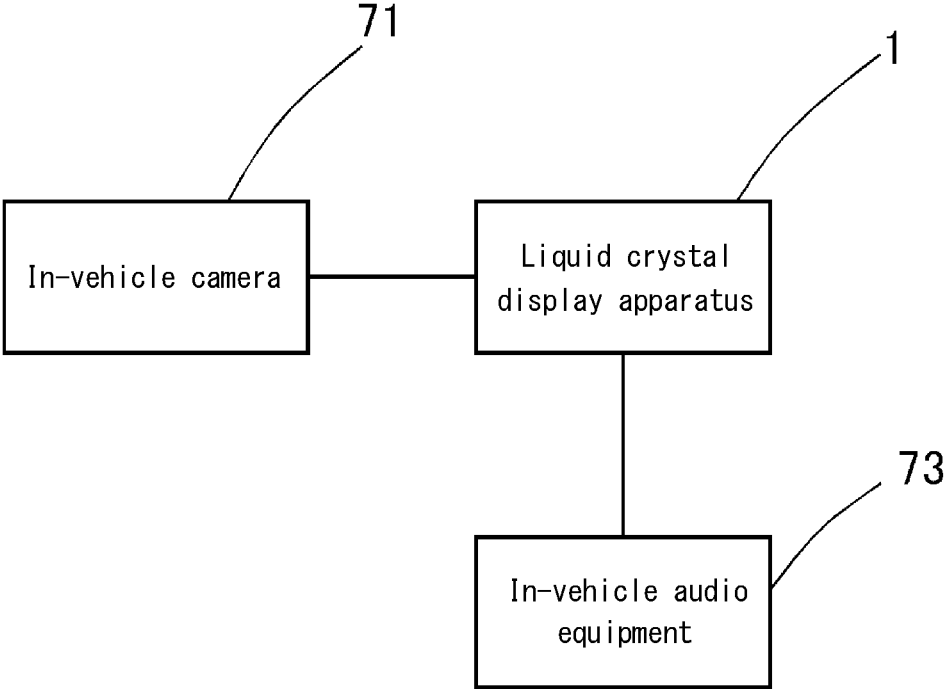 71
1
In-vehicle camera
Liquid crystal
display apparatus
73
In-vehicle audio
equipment